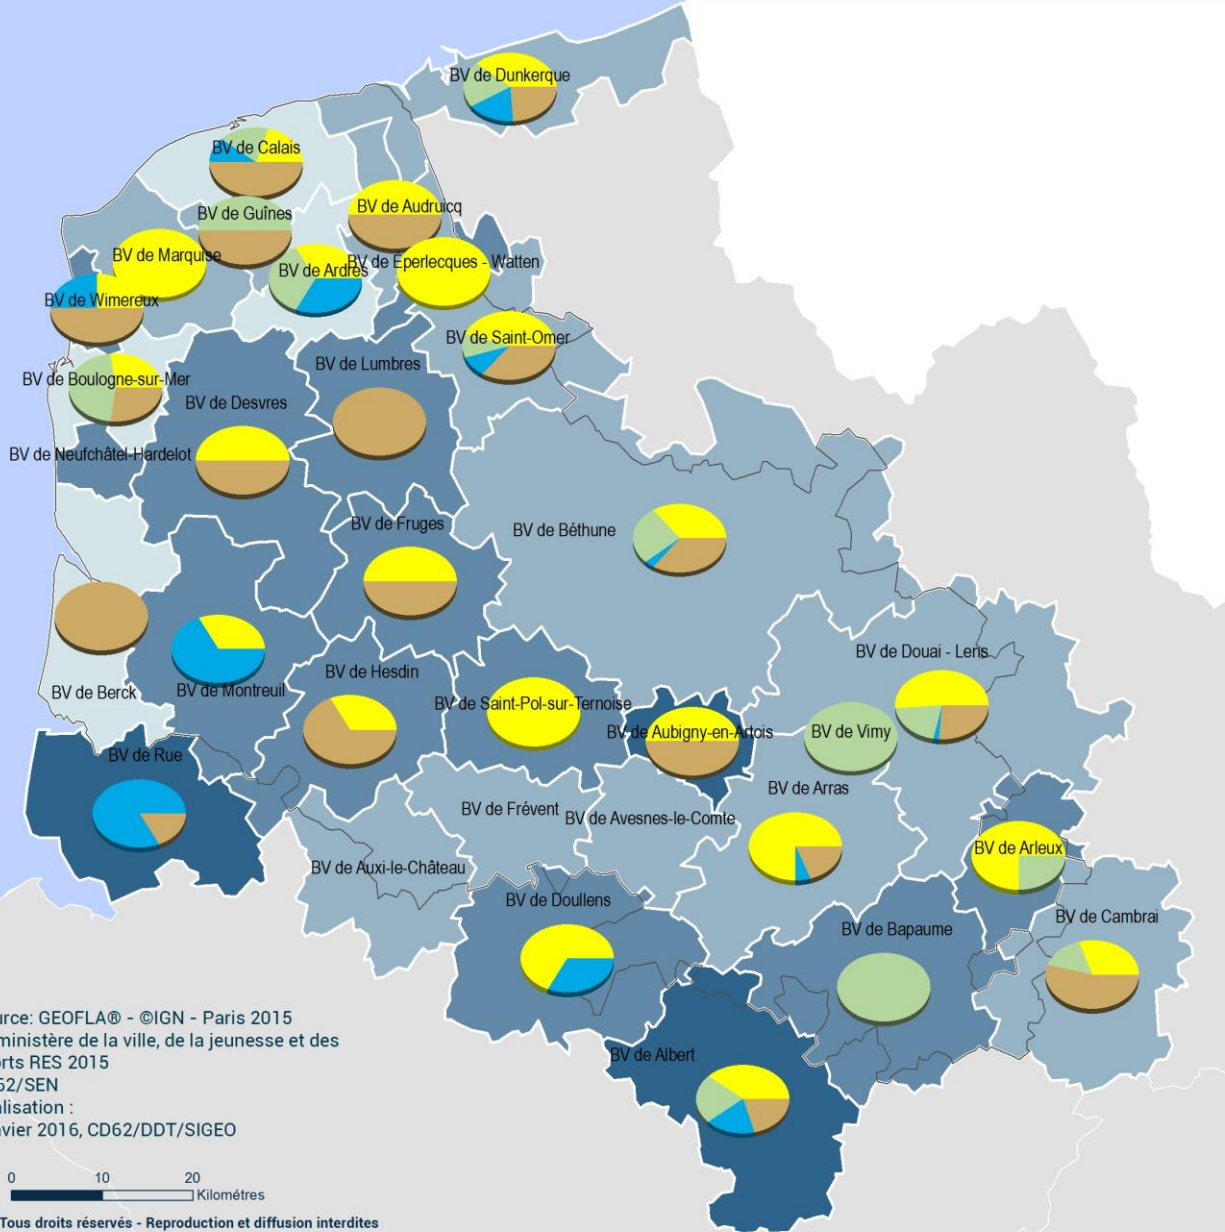 BV de Dunkerque
BV de Calais
BV de Audruicq
BV de Guînes
BV de Marquise
BV de Ardres
BV de Éperlecques - Watten
BV de Wimereux
BV de Saint-Omer
BV de Lumbres
BV de Boulogne-sur-Mer
BV de Desvres
BV de Neufchâtel-Hardelot
BV de Fruges
BV de Béthune
BV de Douai - Lens
BV de Hesdin
BV de Berck
BV de Montreuil
BV de Saint-Pol-sur-Ternoise
BV de Aubigny-en-Artois
BV de Vimy
BV de Rue
BV de Arras
BV de Frévent
BV de Avesnes-le-Comte
BV de Arleux
BV de Auxi-le-Château
BV de Doullens
BV de Cambrai
BV de Bapaume
BV de Albert
urce: GEOFLA® - ©IGN - Paris 2015
ministère de la ville, de la jeunesse et des
rts RES 2015
62/SEN
lisation :
nvier 2016, CD62/DDT/SIGEO
0 10 20
Kilométres
Tous droits réservés - Reproduction et diffusion interdites